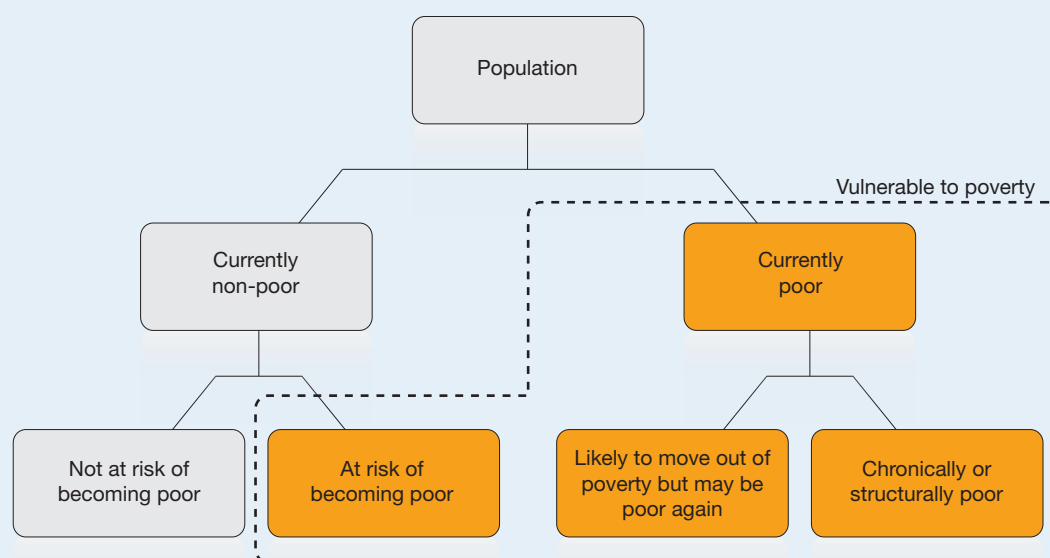 Population
Vulnerable to poverty
Currently
non-poor
Currently
poor
Not at risk of
becoming poor
At risk of
becoming poor
Likely to move out of
poverty but may be
poor again
Chronically or
structurally poor